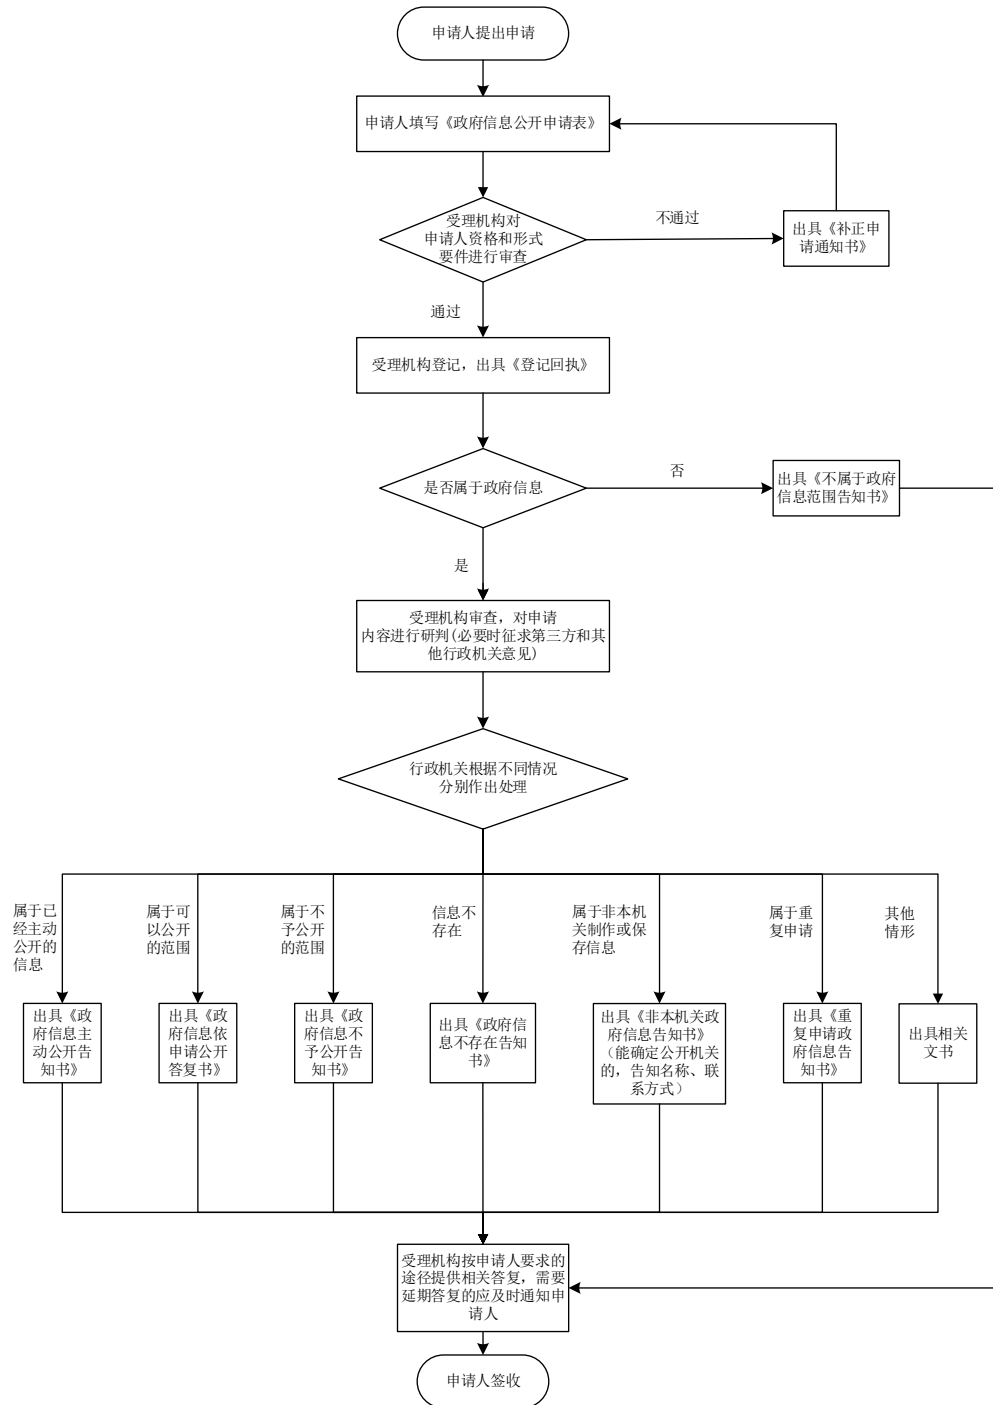 申请人提出申请
申请人填写《政府信息公开申请表》
受理机构对
申请人资格和形式
要件进行审查
不通过
出具《补正申
请通知书》
通过
受理机构登记，出具《登记回执》
是否属于政府信息
否
出具《不属于政府
信息范围告知书》
是
受理机构审查，对申请
内容进行研判(必要时征求第三方和其
他行政机关意见)
行政机关根据不同情况
分别作出处理
属于已
经主动
公开的
信息
属于可
以公开
的范围
属于不
予公开
的范围
信息不
存在
属于非本机
关制作或保
存信息
属于重
复申请
其他
情形
出具《政
府信息主
动公开告
知书》
出具《政
府信息依
申请公开
答复书》
出具《政
府信息不
予公开告
知书》
出具《政府信
息不存在告知
书》
出具《非本机关
政府信息告知书》
（能确定公开机关
的，告知名称、联
系方式）
出具《重
复申请政
府信息告
知书》
出具相关
文书
受理机构按申请人要求的
途径提供相关答复，需要
延期答复的应及时通知申
请人
申请人签收